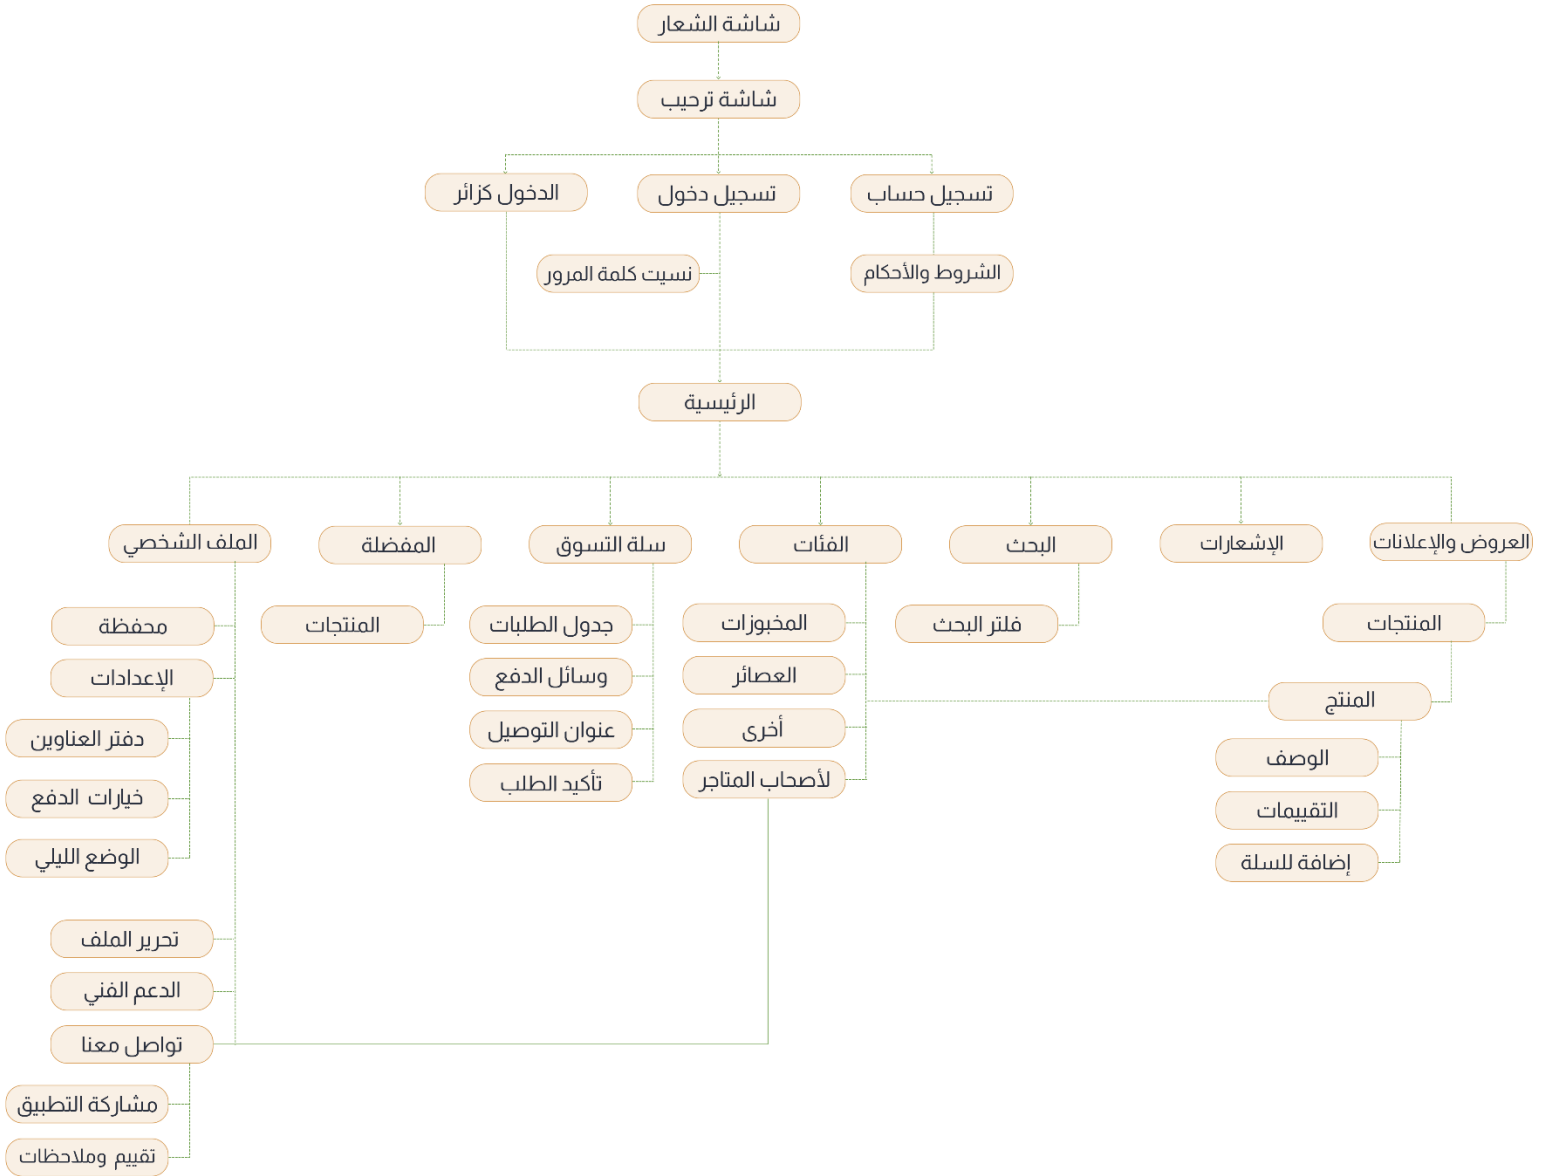 شاشة الشعار
شاشة ترحيب
تسجيل حساب
تسجيل دخول
الدخول كزائر
الشروط والأحكام
نسيت كلمة المرور
الرئيسية
العروض والإعلانات
الإشعارات
البحث
الفئات
سلة التسوق
المفضلة
الملف الشخصي
المنتجات
المنتج
الوصف
التقييمات
إضافة للسلة
فلتر البحث
المخبوزات
العصائر
أخرى
لأصحاب المتاجر
جدول الطلبات
وسائل الدفع
عنوان التوصيل
تأكيد الطلب
المنتجات
محفظة
الإعدادات
دفتر العناوين
خيارات الدفع
الوضع الليلي
تحرير الملف
الدعم الفني
تواصل معنا
مشاركة التطبيق
تقييم وملاحظات